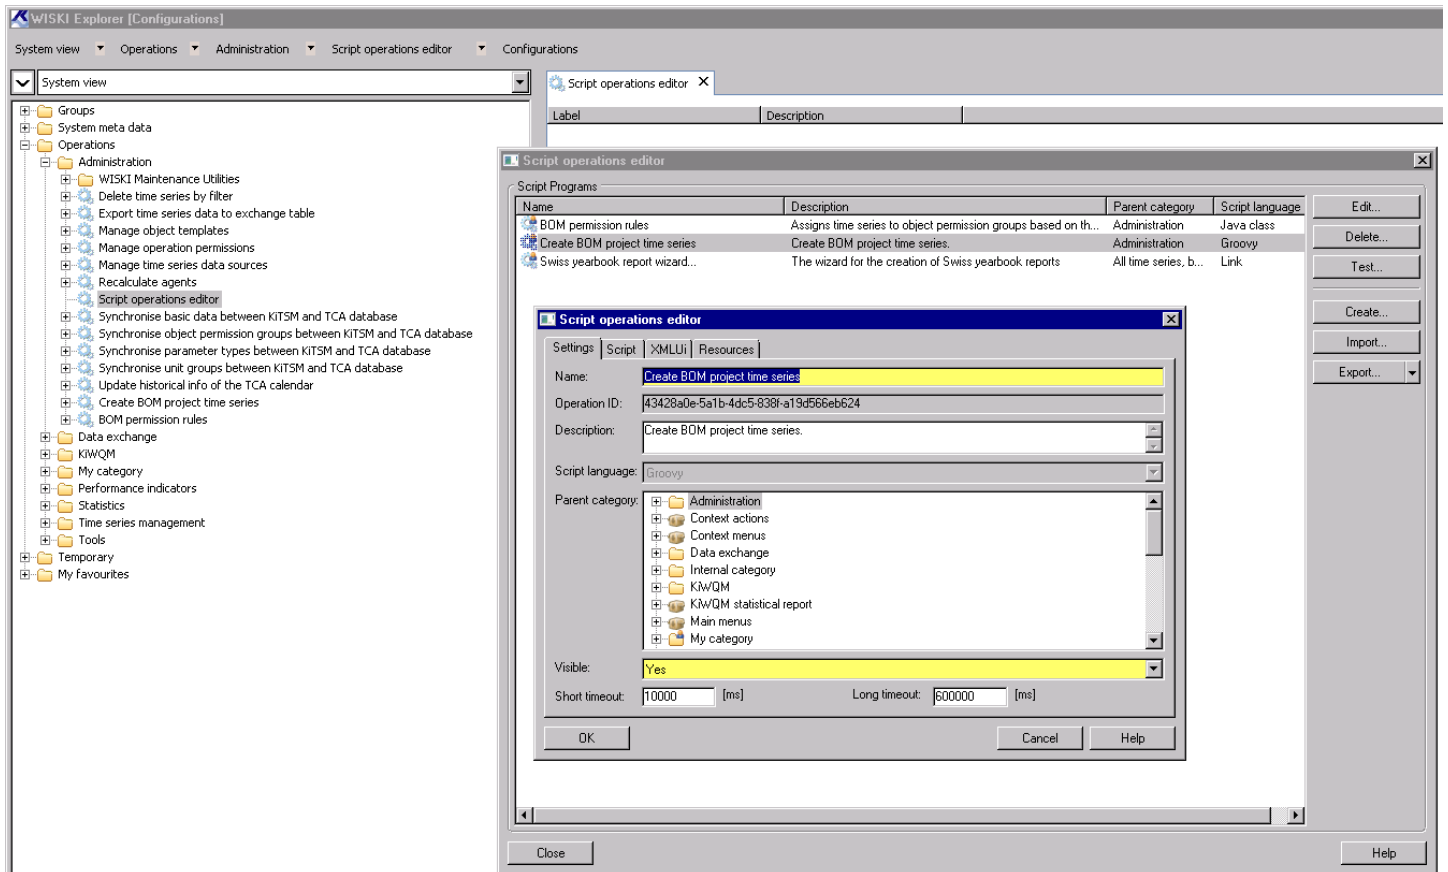 WISKI Explorer [Configurations]
System view Operations Administration Script operations editor Configurations
System view
Groups
System meta data
Operations
Administration
WISKI Maintenance Utilities
Delete time series by filter
Export time series data to exchange table
Manage object templates
Manage operation permissions
Manage time series data sources
Recalculate agents
Script operations editor
Synchronise basic data between KiTSM and TCA database
Synchronise object permission groups between KiTSM and TCA database
Synchronise parameter types between KiTSM and TCA database
Synchronise unit groups between KiTSM and TCA database
Update historical info of the TCA calendar
Create BOM project time series
BOM permission rules
Data exchange
KiWQM
My category
Performance indicators
Statistics
Time series management
Tools
Temporary
My favourites
Script operations editor
Label Description
Script operations editor
Script Programs
Name Description Parent category Script language
BOM permission rules Assigns time series to object permission groups based on th... Administration Java class
Create BOM project time series Create BOM project time series. Administration Groovy
Swiss yearbook report wizard... The wizard for the creation of Swiss yearbook reports All time series, b... Link
Edit...
Delete...
Test...
Create...
Import...
Export...
Script operations editor
Settings Script XMLUi Resources
Name: Create BOM project time series
Operation ID: 43428a0e-5a1b-4dc5-838f-a19d566eb624
Description: Create BOM project time series.
Script language: Groovy
Parent category: Administration
Context actions
Context menus
Data exchange
Internal category
KiWQM
KiWQM statistical report
Main menus
My category
Visible: Yes
Short timeout: 10000 [ms] Long timeout: 600000 [ms]
OK Cancel Help
Close Help